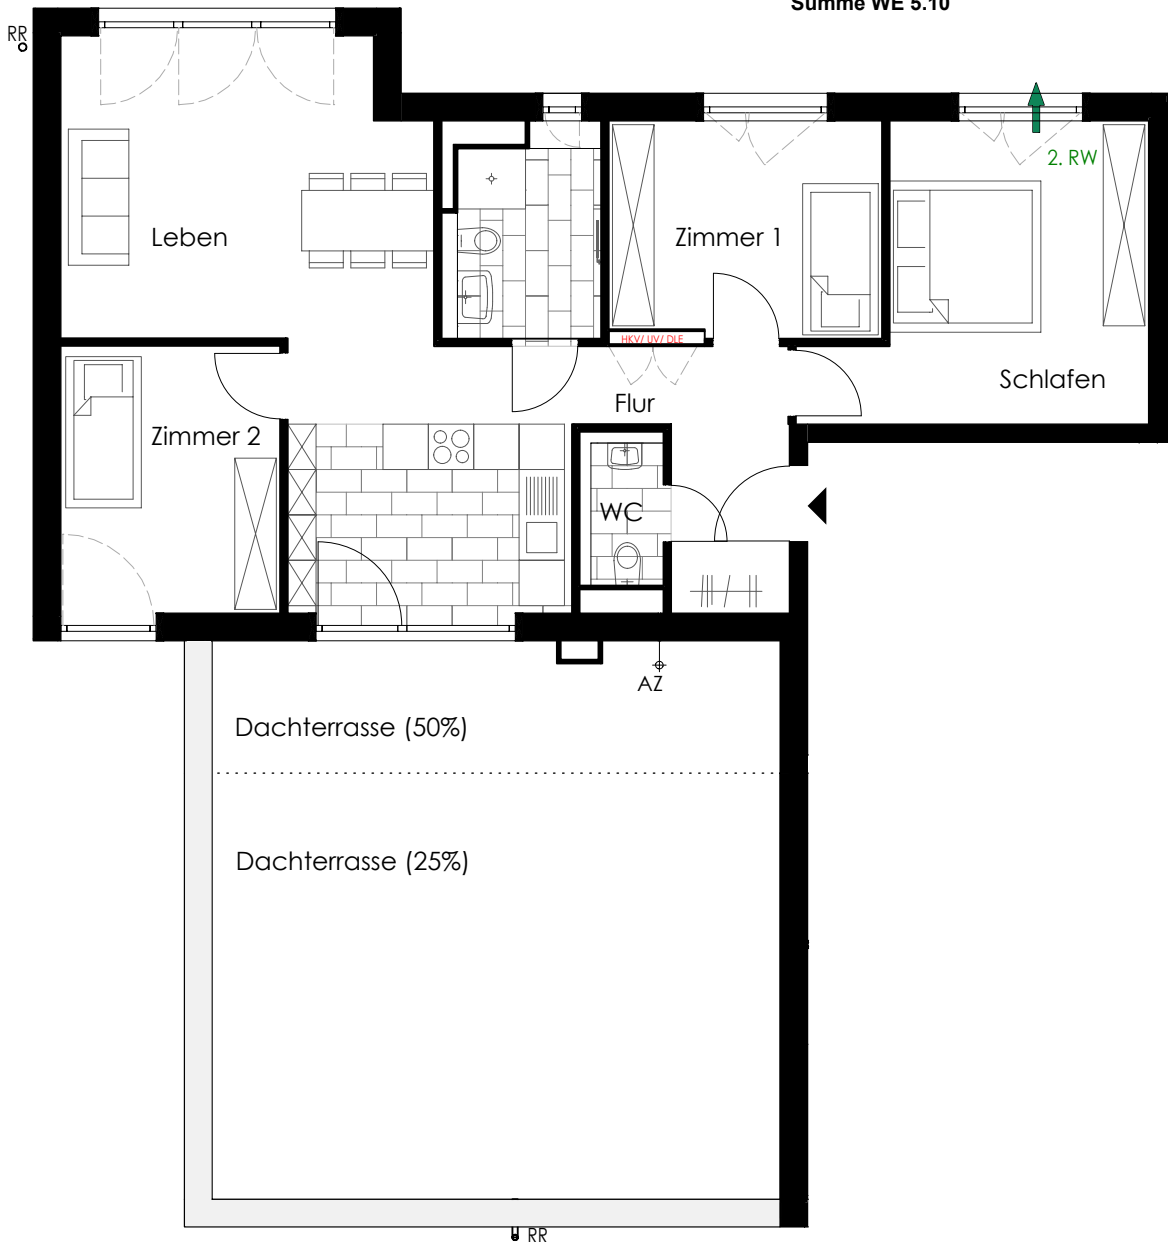 Summe WE 5.10
RR
2. RW
Leben
Zimmer 1
HKV/ UV/ DLE
Schlafen
Flur
Zimmer 2
WC
AZ
Dachterrasse (50%)
Dachterrasse (25%)
RR